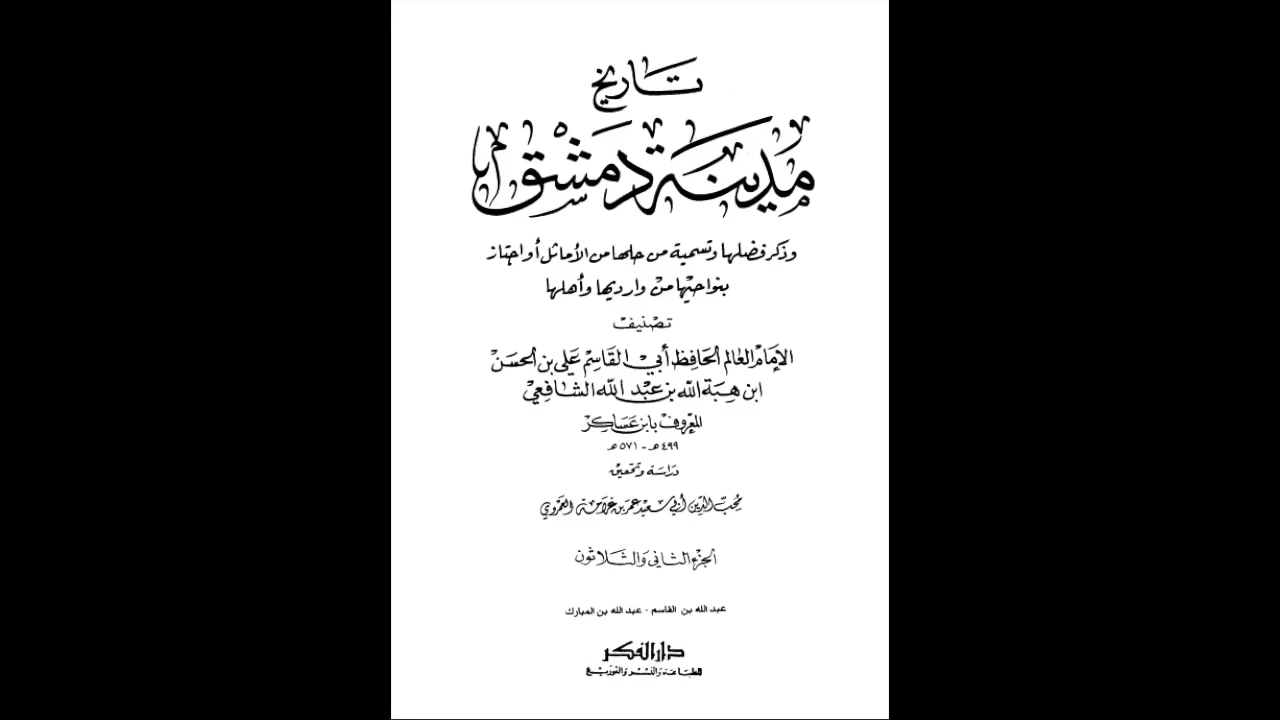 تاريخ
مدينة دمشق
وذكر فضلها وتسمية من حلها من الأماثل أو اجتاز
بنواحيها من وارديها وأهلها
تصنيف
الإمام العالم الحافظ أبي القاسم علي بن الحسن
ابن هبة الله بن عبد الله الشافعي
المعروف بابن عساكر
٤٩٩ هـ - ٥٧١ هـ
دراسة وتحقيق
محب الدين أبي سعيد عمر بن غرامة العمروي
الجزء الثاني والثلاثون
عبد الله بن القاسم - عبد الله بن المبارك
دار الفكر
للطباعة والنشر والتوزيع